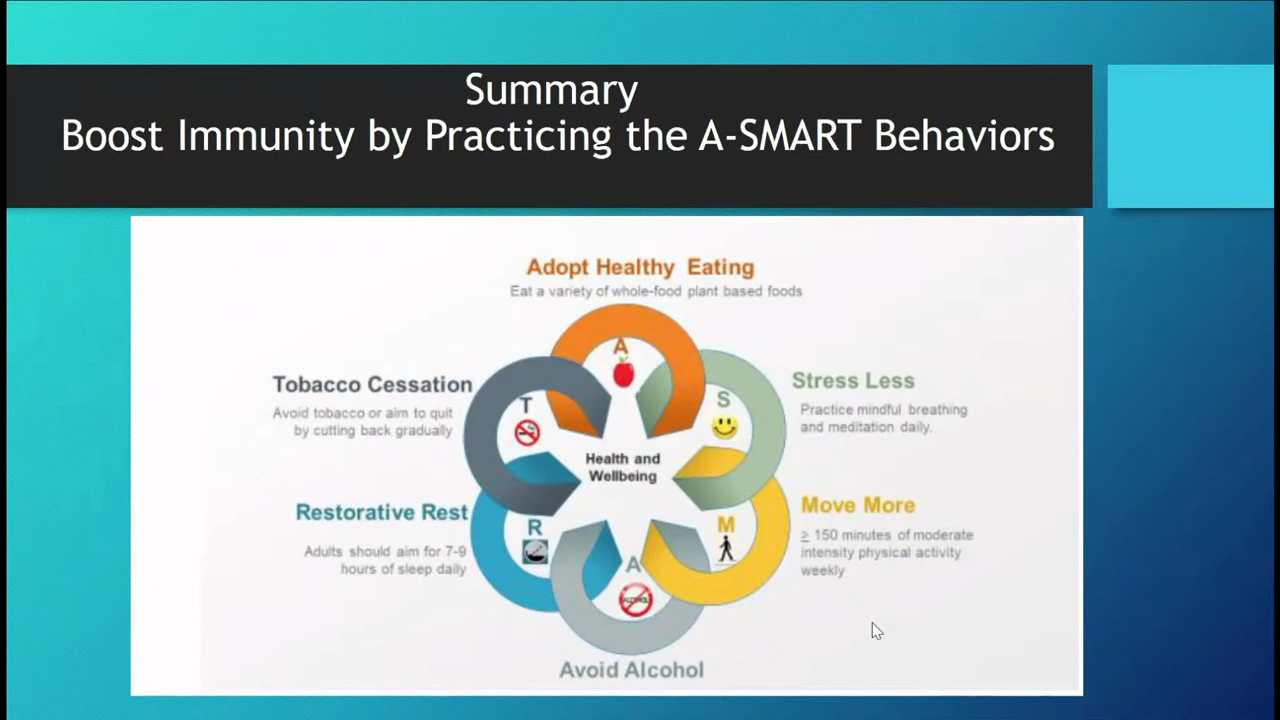 Summary
Boost Immunity by Practicing the A-SMART Behaviors
Adopt Healthy Eating
Eat a variety of whole-food plant based foods
A
Tobacco Cessation
Avoid tobacco or aim to quit
by cutting back gradually
T
S
Stress Less
Practice mindful breathing
and meditation daily.
Health and
Wellbeing
Restorative Rest
Adults should aim for 7-9
hours of sleep daily
R
M
Move More
≥ 150 minutes of moderate
intensity physical activity
weekly
A
ALCOHOL
Avoid Alcohol